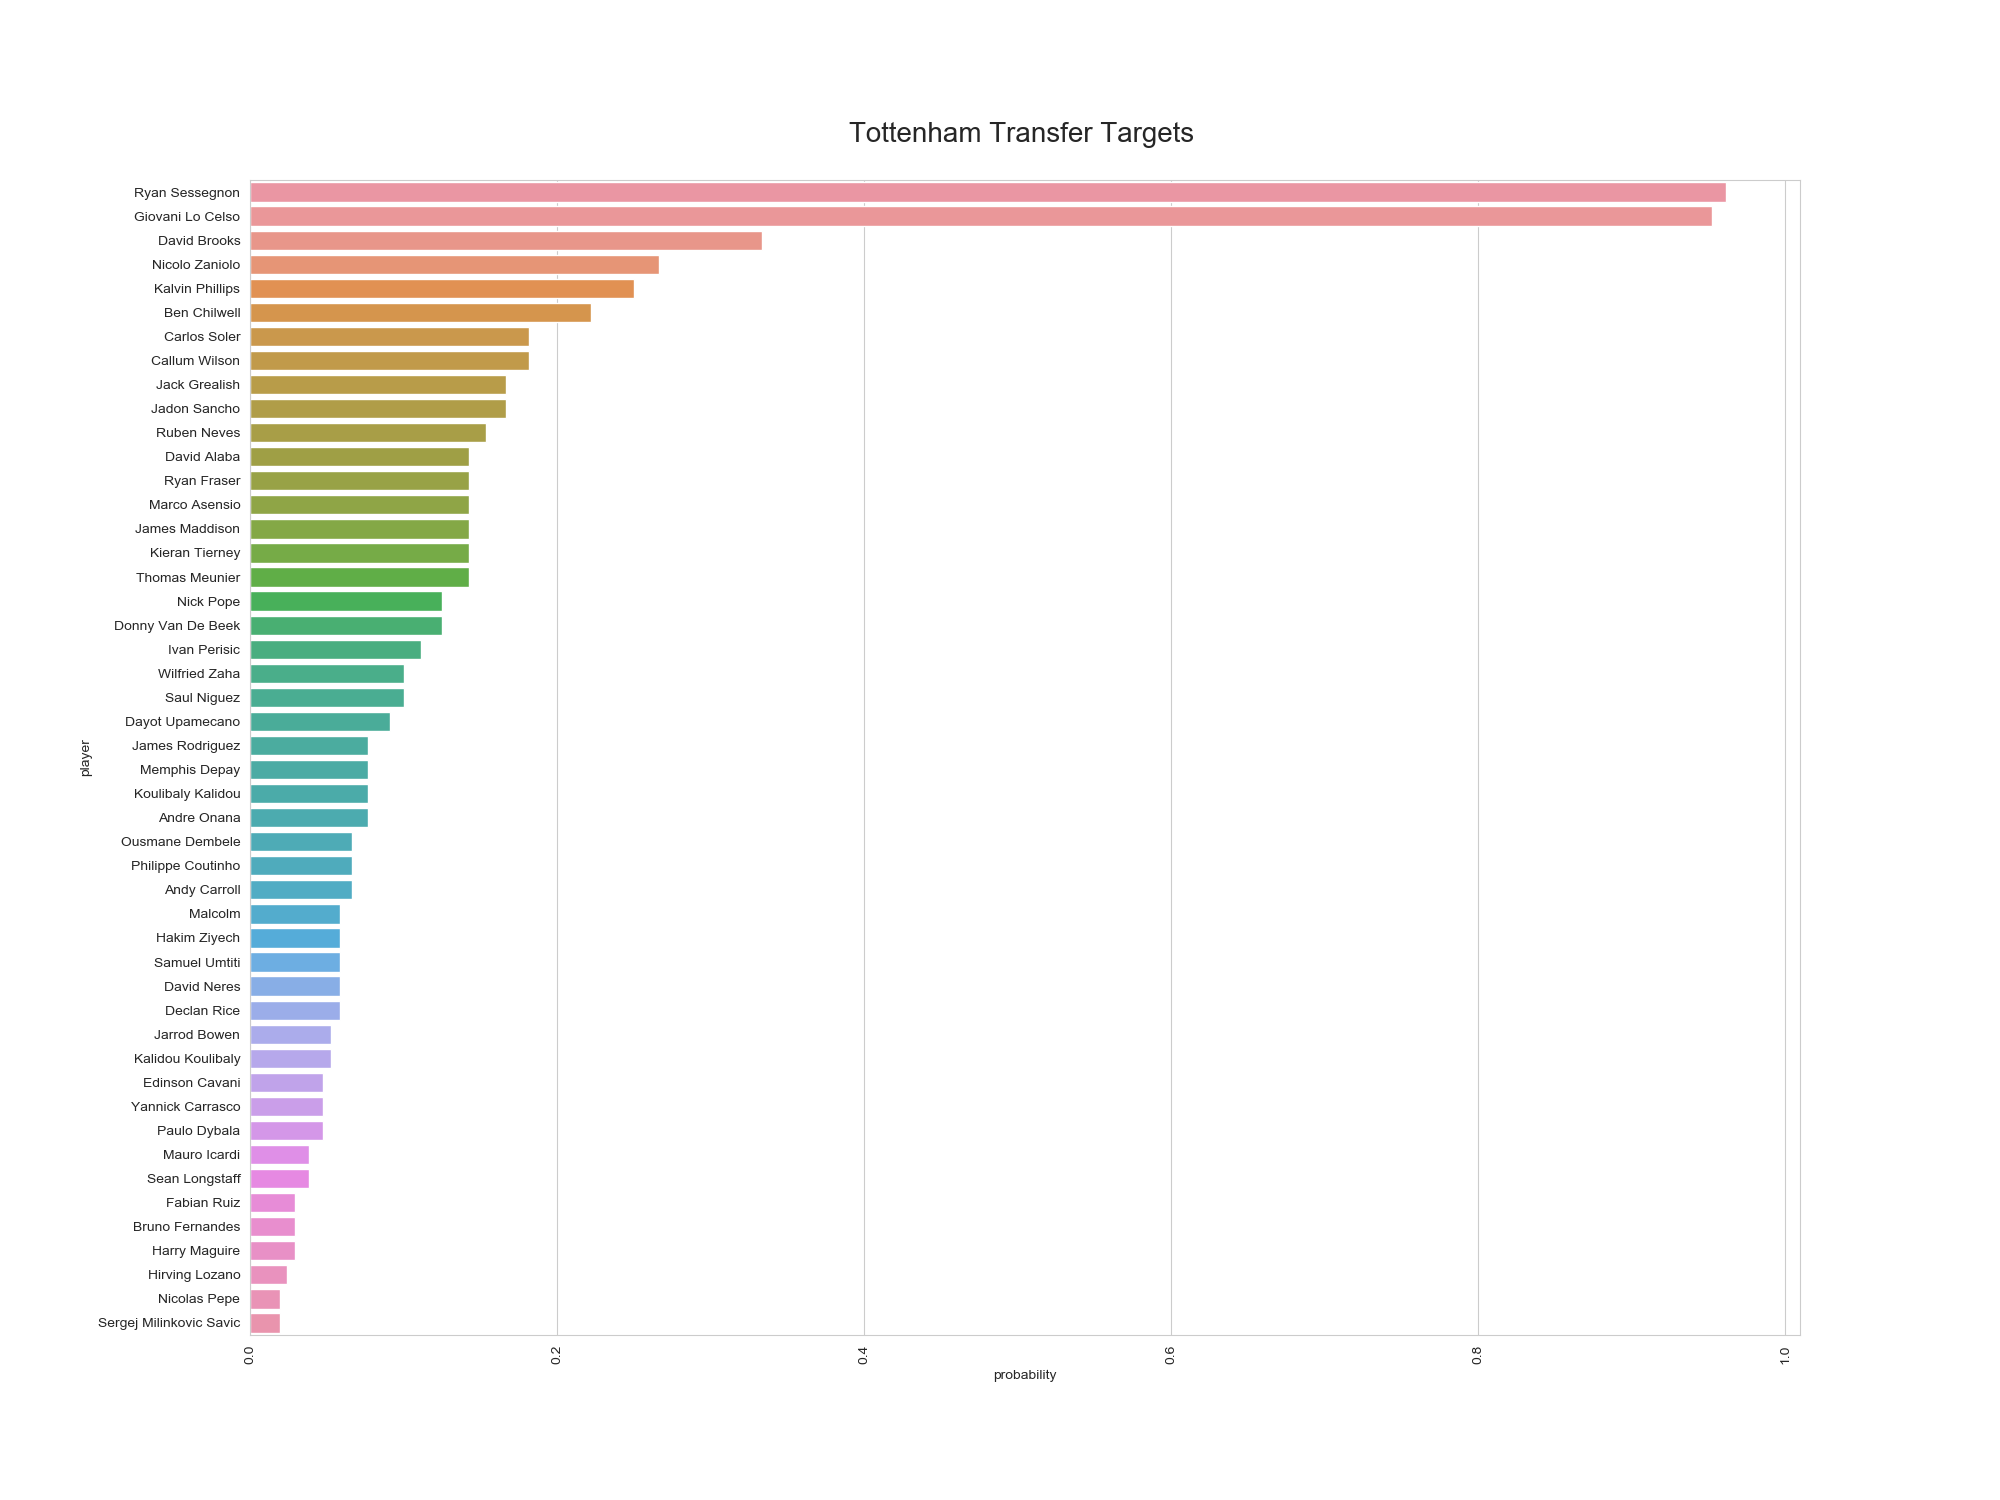 Tottenham Transfer Targets
player
Ryan Sessegnon
Giovani Lo Celso
David Brooks
Nicolo Zaniolo
Kalvin Phillips
Ben Chilwell
Carlos Soler
Callum Wilson
Jack Grealish
Jadon Sancho
Ruben Neves
David Alaba
Ryan Fraser
Marco Asensio
James Maddison
Kieran Tierney
Thomas Meunier
Nick Pope
Donny Van De Beek
Ivan Perisic
Wilfried Zaha
Saul Niguez
Dayot Upamecano
James Rodriguez
Memphis Depay
Koulibaly Kalidou
Andre Onana
Ousmane Dembele
Philippe Coutinho
Andy Carroll
Malcolm
Hakim Ziyech
Samuel Umtiti
David Neres
Declan Rice
Jarrod Bowen
Kalidou Koulibaly
Edinson Cavani
Yannick Carrasco
Paulo Dybala
Mauro Icardi
Sean Longstaff
Fabian Ruiz
Bruno Fernandes
Harry Maguire
Hirving Lozano
Nicolas Pepe
Sergej Milinkovic Savic
0.0 0.2 0.4 0.6 0.8 1.0
probability